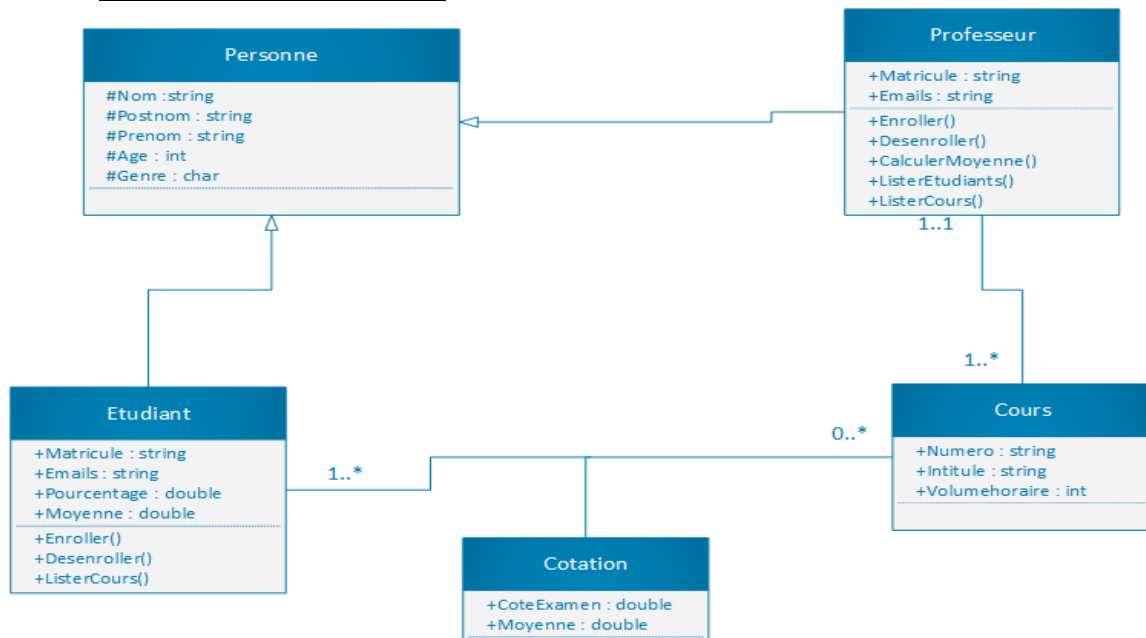 Personne
#Nom :string
#Postnom : string
#Prenom : string
#Age : int
#Genre : char
Professeur
+Matricule : string
+Emails : string
+Enroller()
+Desenroller()
+CalculerMoyenne()
+ListerEtudiants()
+ListerCours()
1..1
1..*
Etudiant
+Matricule : string
+Emails : string
+Pourcentage : double
+Moyenne : double
+Enroller()
+Desenroller()
+ListerCours()
1..*
0..*
Cours
+Numero : string
+Intitule : string
+Volumehoraire : int
Cotation
+CoteExamen : double
+Moyenne : double